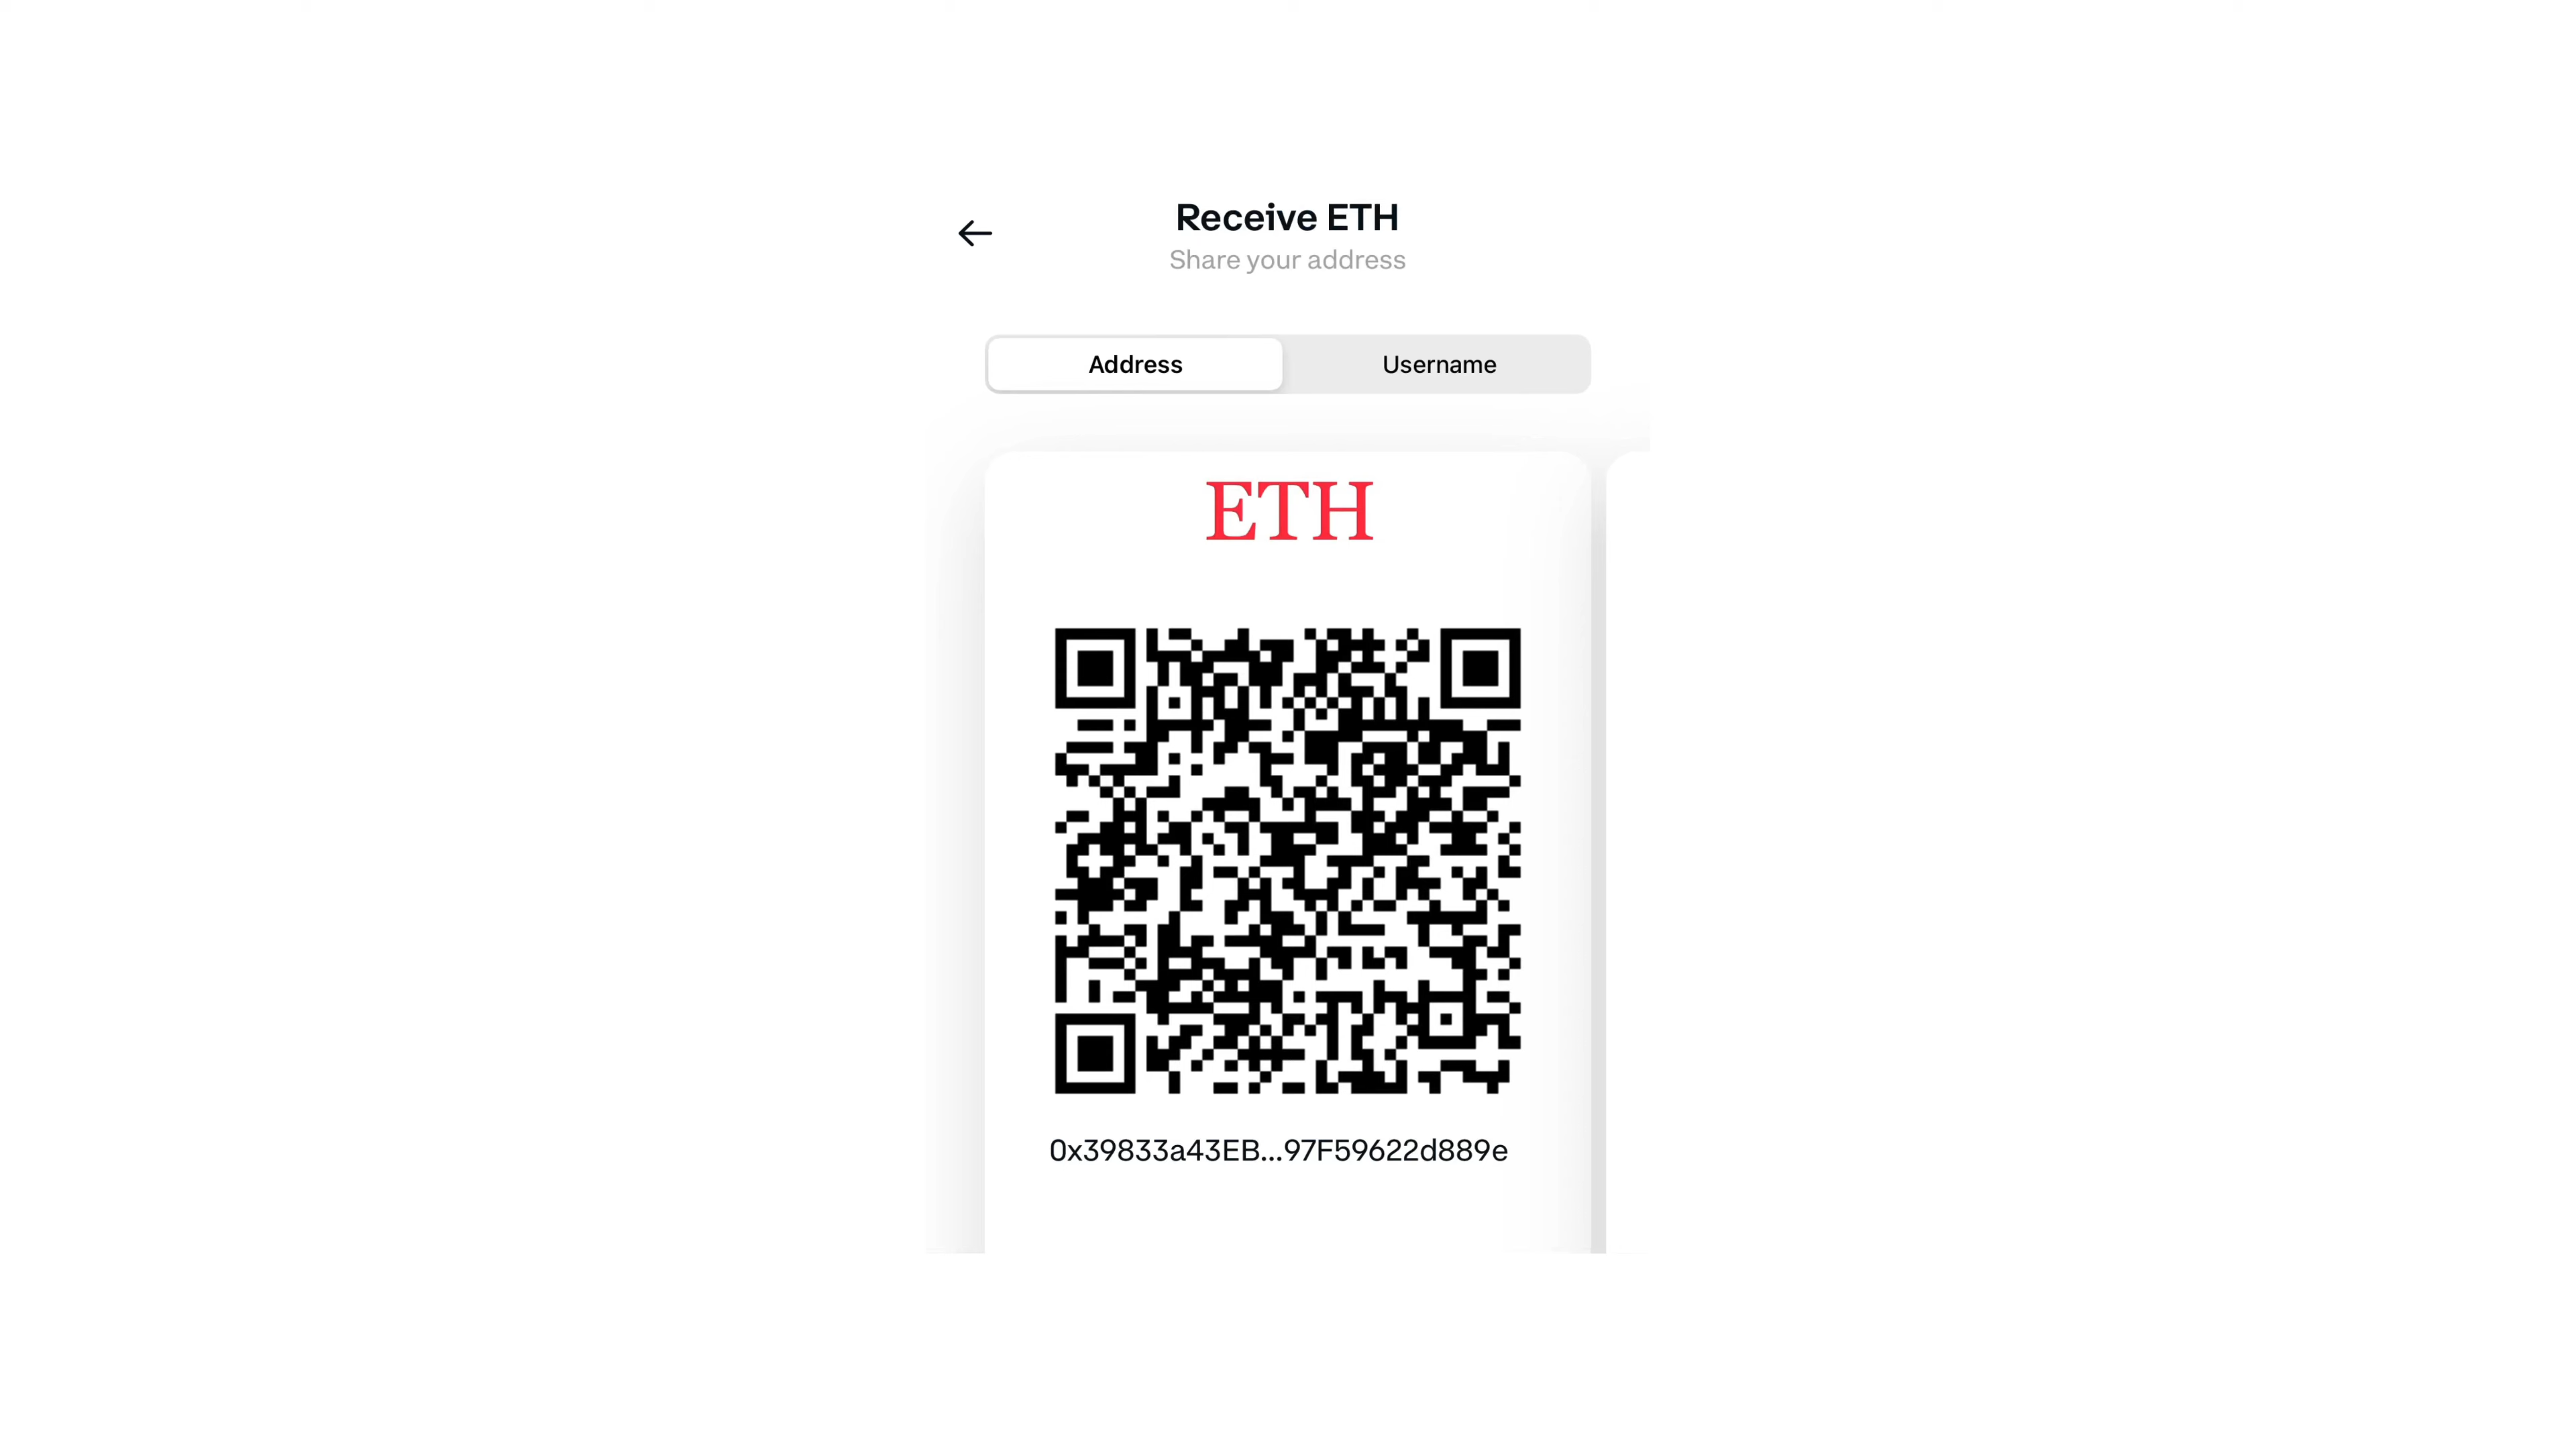 Receive ETH
Share your address
Address
Username
ETH
0x39833a43EB...97F59622d889e